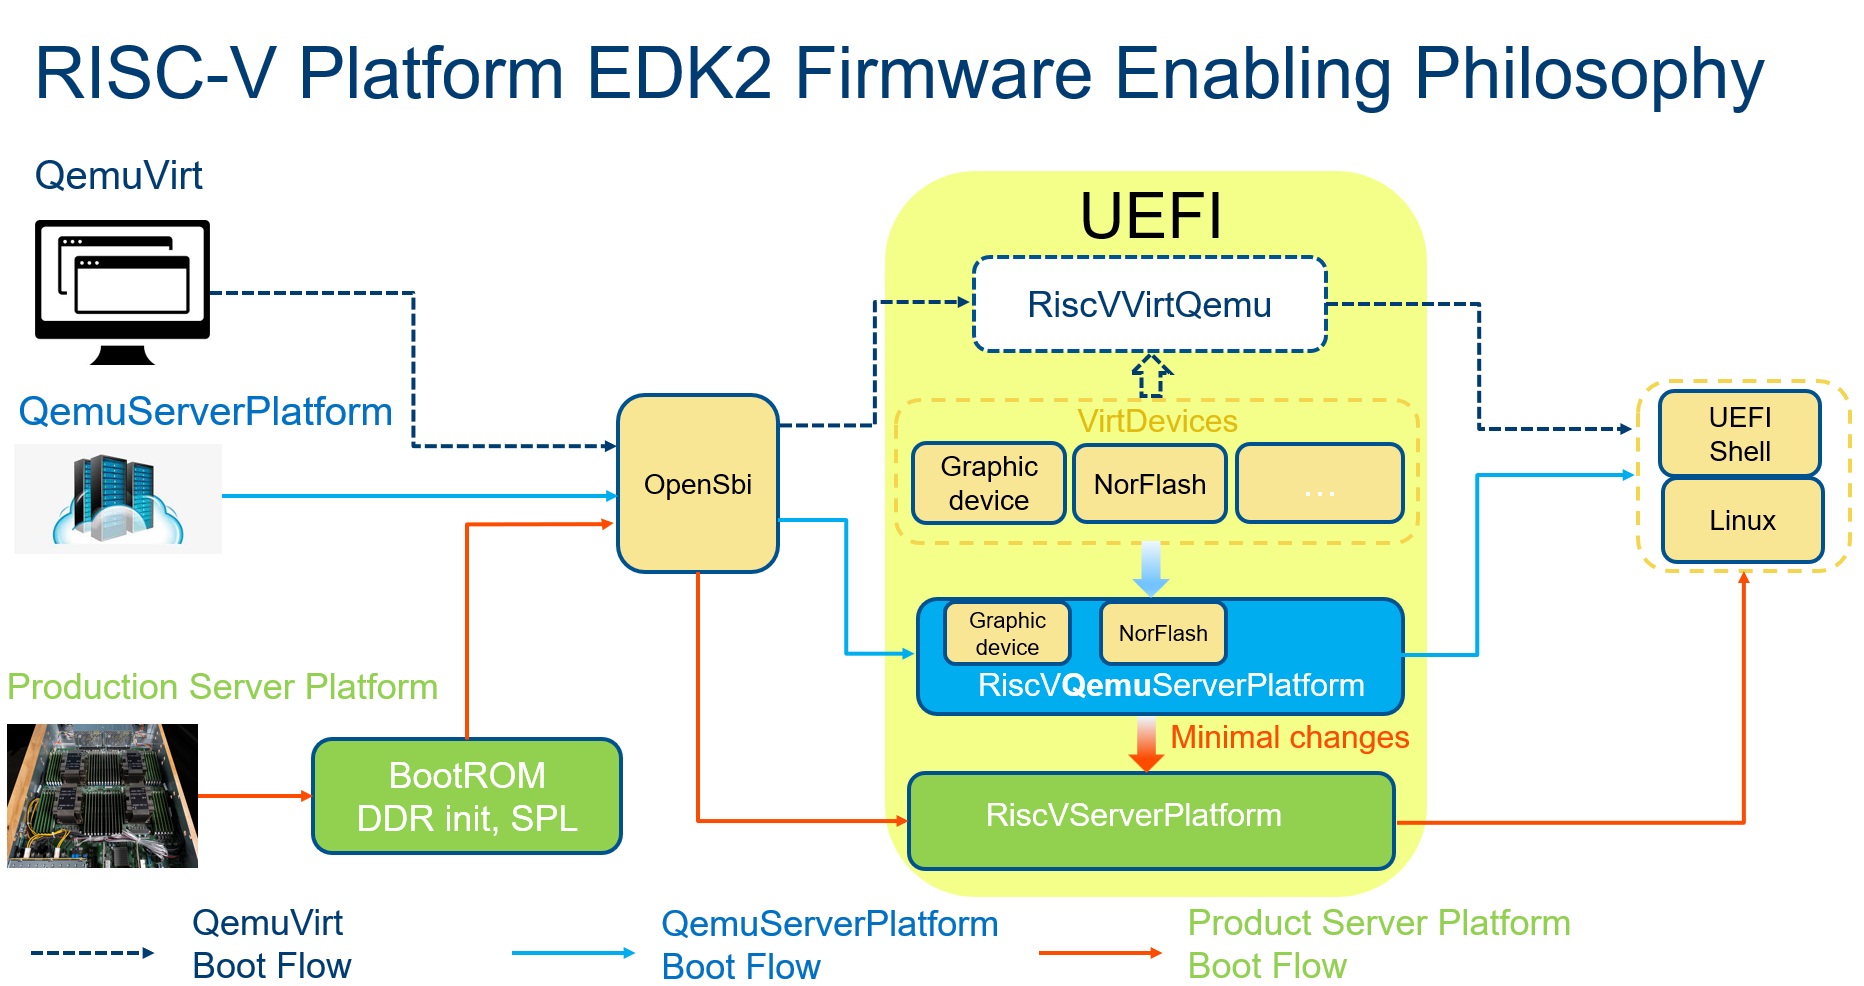 RISC-V Platform EDK2 Firmware Enabling Philosophy
QemuVirt
UEFI
RiscVVirtQemu
QemuServerPlatform
VirtDevices
Graphic
device
NorFlash
...
OpenSbi
UEFI
Shell
Linux
Graphic
device
NorFlash
RiscVQemuServerPlatform
Minimal changes
Production Server Platform
BootROM
DDR init, SPL
RiscVServerPlatform
QemuVirt
Boot Flow
QemuServerPlatform
Boot Flow
Product Server Platform
Boot Flow